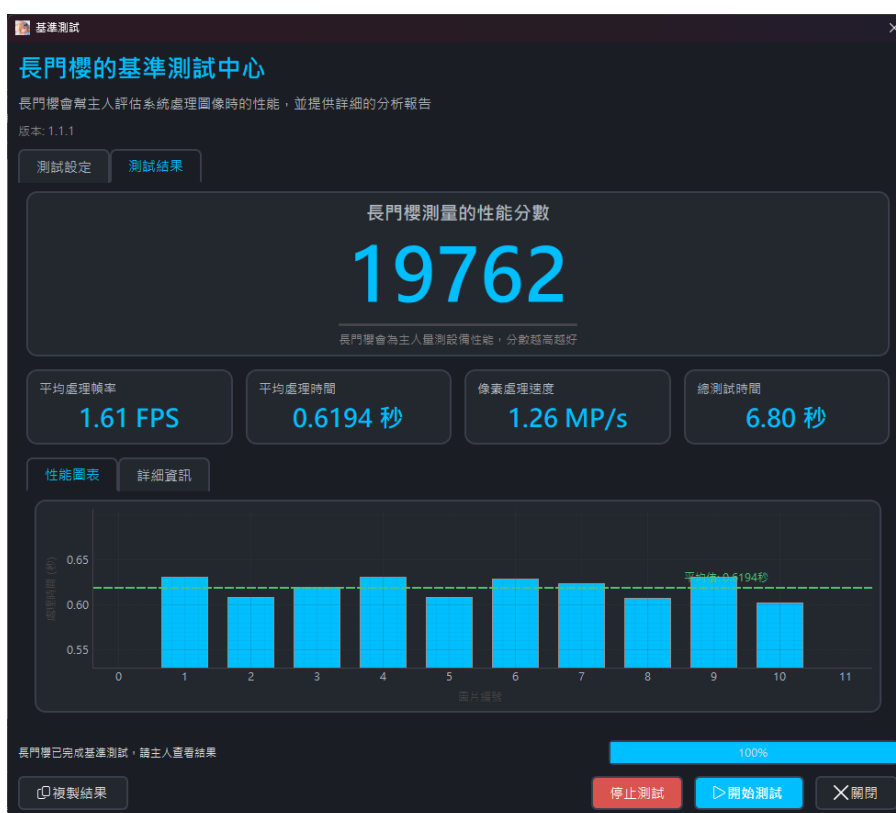 基準測試
長門櫻的基準測試中心
長門櫻會幫主人評估系統處理圖像時的性能，並提供詳細的分析報告
版本: 1.1.1
測試設定 測試結果
長門櫻測量的性能分數
19762
長門櫻會為主人量測設備性能，分數越高越好
平均處理幀率 平均處理時間 像素處理速度 總測試時間
1.61 FPS 0.6194 秒 1.26 MP/s 6.80 秒
性能圖表 詳細資訊
處理時間 (秒)
0.65
平均值: 0.6194秒
0.60
0.55
0 1 2 3 4 5 6 7 8 9 10 11
圖片編號
長門櫻已完成基準測試，請主人查看結果
100%
複製結果 停止測試 開始測試 關閉